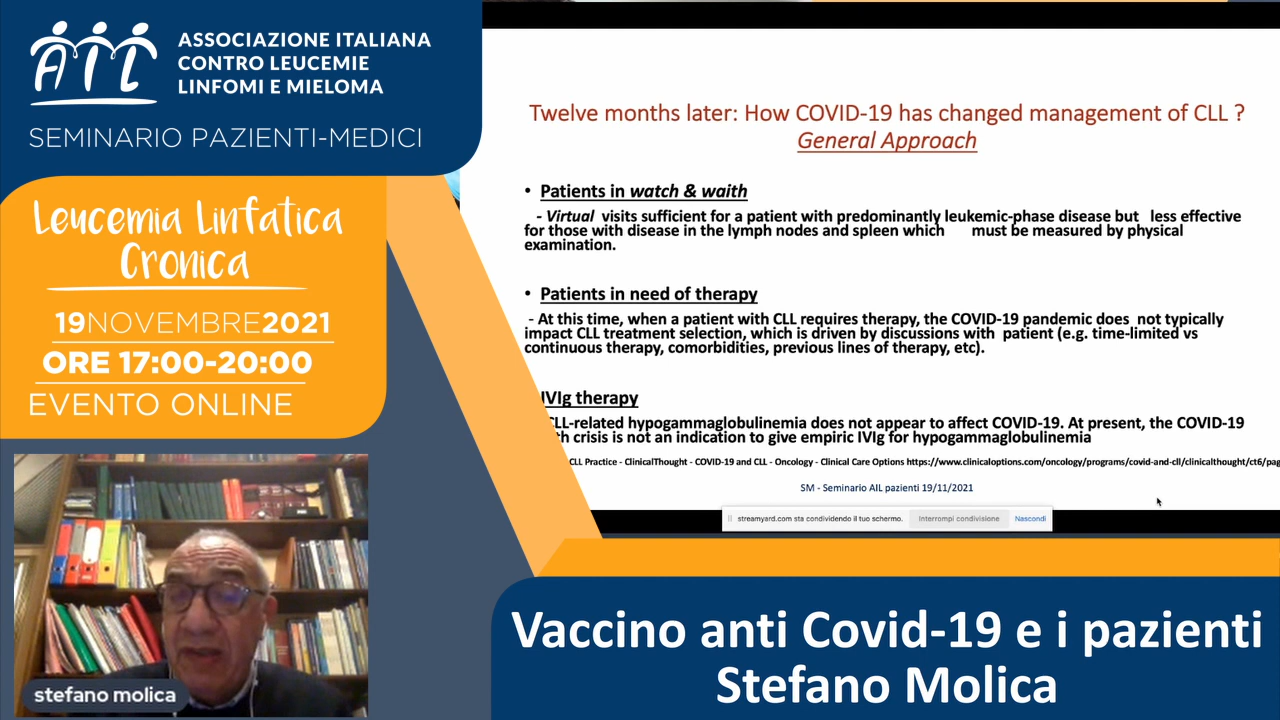 AIL
ASSOCIAZIONE ITALIANA
CONTRO LEUCEMIE
LINFOMI E MIELOMA
SEMINARIO PAZIENTI-MEDICI
Leucemia Linfatica
Cronica
19NOVEMBRE2021
ORE 17:00-20:00
EVENTO ONLINE
Twelve months later: How COVID-19 has changed management of CLL ?
General Approach
• Patients in watch & waith
- Virtual visits sufficient for a patient with predominantly leukemic-phase disease but less effective
for those with disease in the lymph nodes and spleen which must be measured by physical
examination.
• Patients in need of therapy
- At this time, when a patient with CLL requires therapy, the COVID-19 pandemic does not typically
impact CLL treatment selection, which is driven by discussions with patient (e.g. time-limited vs
continuous therapy, comorbidities, previous lines of therapy, etc).
IVIg therapy
CLL-related hypogammaglobulinemia does not appear to affect COVID-19. At present, the COVID-19
crisis is not an indication to give empiric IVIg for hypogammaglobulinemia
CLL Practice - ClinicalThought - COVID-19 and CLL - Oncology - Clinical Care Options https://www.clinicaloptions.com/oncology/programs/covid-and-cll/clinicalthought/ct6/pag
SM - Seminario AIL pazienti 19/11/2021
streamyard.com sta condividendo il tuo schermo. Interrompi condivisione Nascondi
stefano molica
Vaccino anti Covid-19 e i pazienti
Stefano Molica